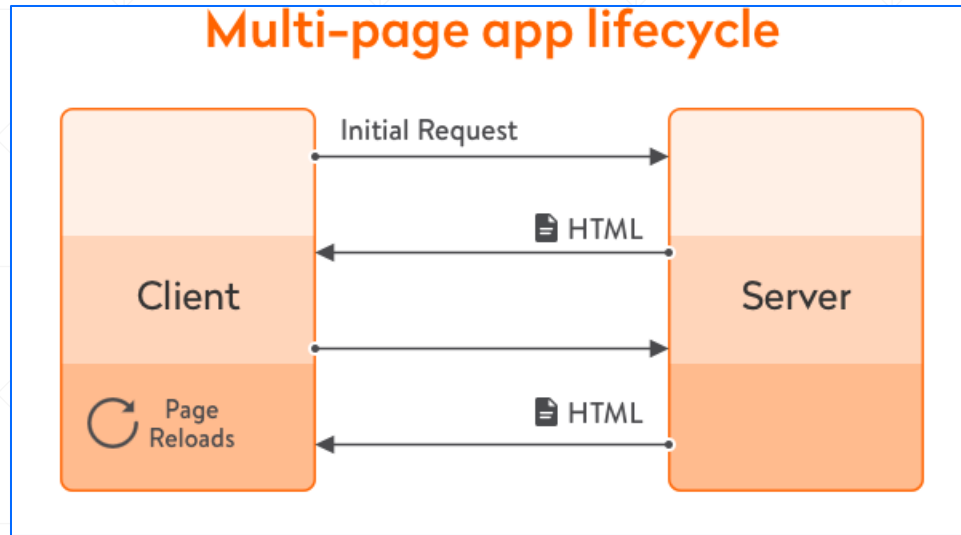 Multi-page app lifecycle
Initial Request
HTML
Client
Server
Page
Reloads
HTML